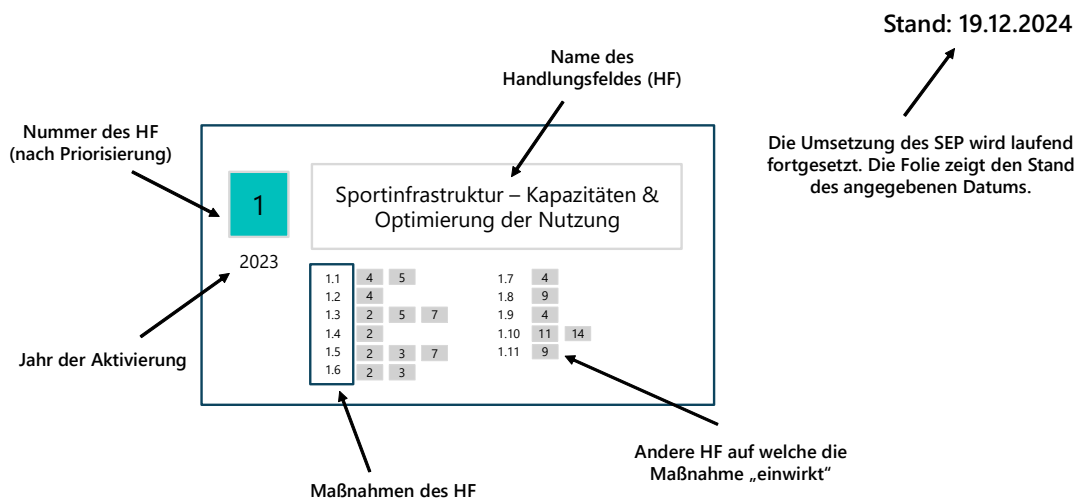 Stand: 19.12.2024
Name des
Handlungsfeldes (HF)
Nummer des HF
(nach Priorisierung)
Die Umsetzung des SEP wird laufend
fortgesetzt. Die Folie zeigt den Stand
des angegebenen Datums.
1
Sportinfrastruktur – Kapazitäten &
Optimierung der Nutzung
2023
1.1 4 5
1.2 4
1.3 2 5 7
1.4 2
1.5 2 3 7
1.6 2 3
1.7 4
1.8 9
1.9 4
1.10 11 14
1.11 9
Jahr der Aktivierung
Andere HF auf welche die
Maßnahme „einwirkt“
Maßnahmen des HF